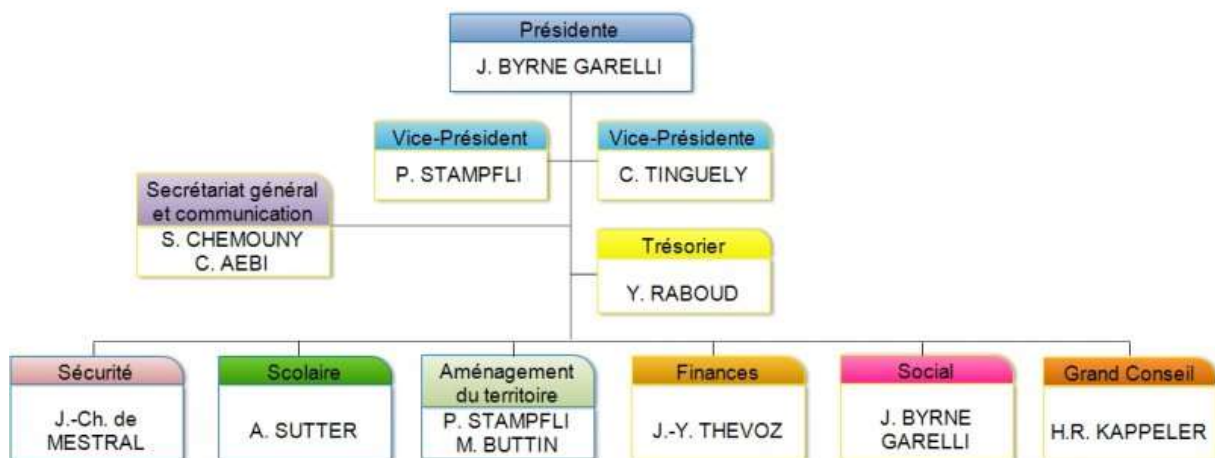 Présidente
J. BYRNE GARELLI
Vice-Président
P. STAMPFLI
Vice-Présidente
C. TINGUELY
Secrétariat général
et communication
S. CHEMOUNY
C. AEBI
Trésorier
Y. RABOUD
Sécurité
J.-Ch. de
MESTRAL
Scolaire
A. SUTTER
Aménagement
du territoire
P. STAMPFLI
M. BUTTIN
Finances
J.-Y. THEVOZ
Social
J. BYRNE
GARELLI
Grand Conseil
H.R. KAPPELER